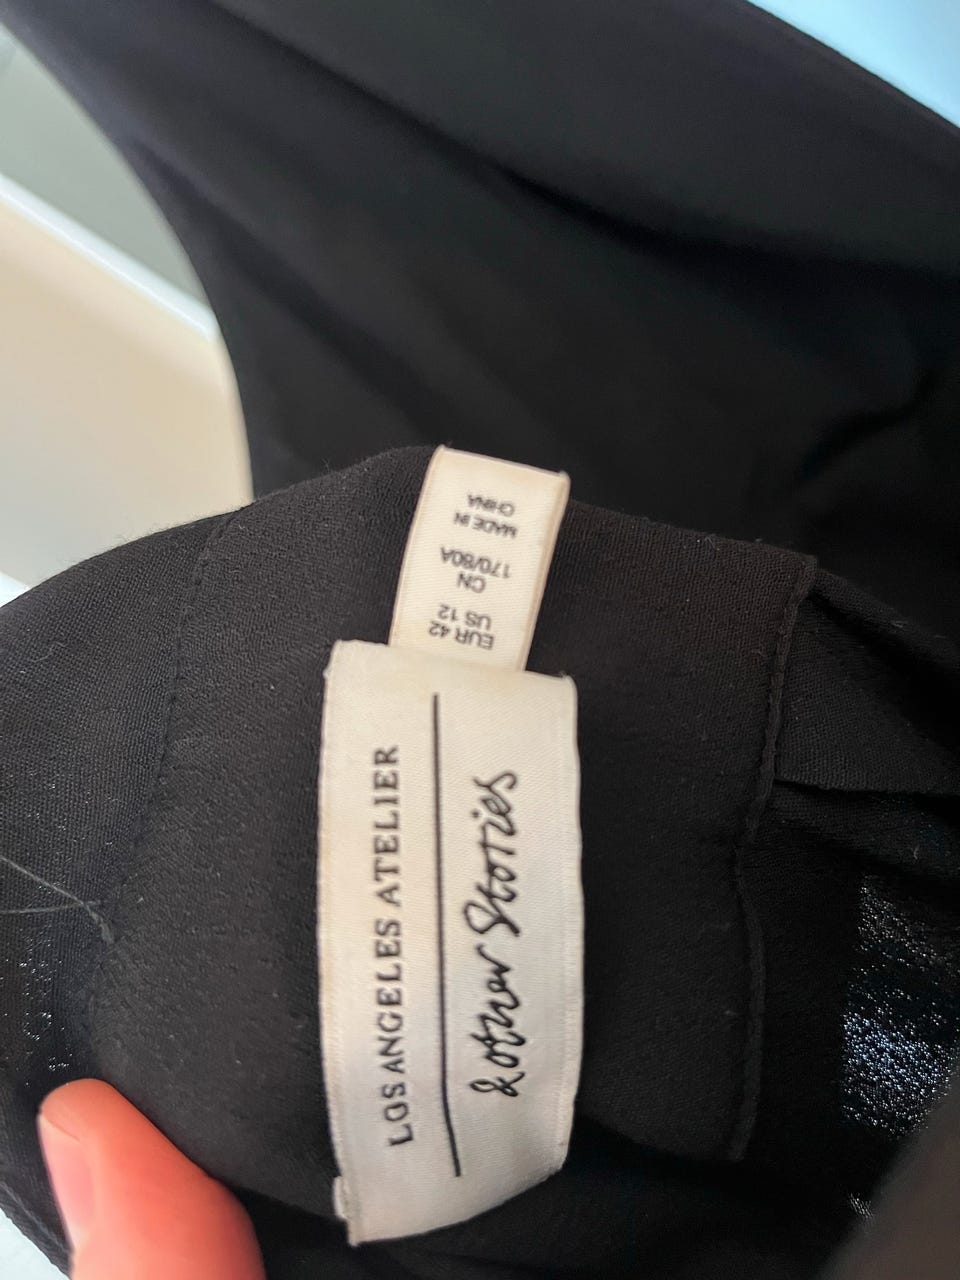 LOS ANGELES ATELIER
& Other Stories
EUR 42
US 12
CN
170/80A
MADE IN
CHINA